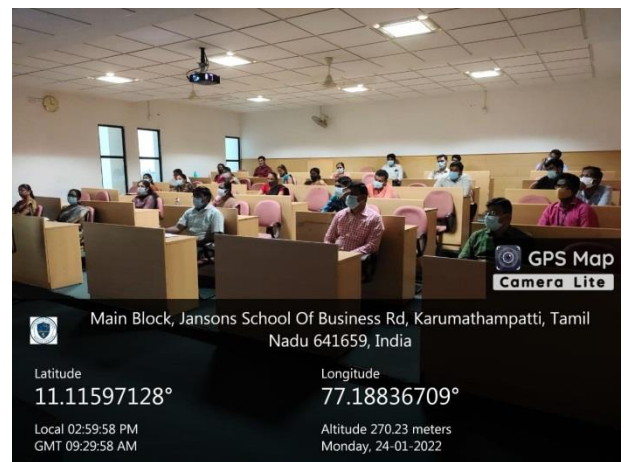 GPS Map
Camera Lite
Main Block, Jansons School Of Business Rd, Karumathampatti, Tamil
Nadu 641659, India
Latitude
11.11597128°
Longitude
77.18836709°
Local 02:59:58 PM
GMT 09:29:58 AM
Altitude 270.23 meters
Monday, 24-01-2022